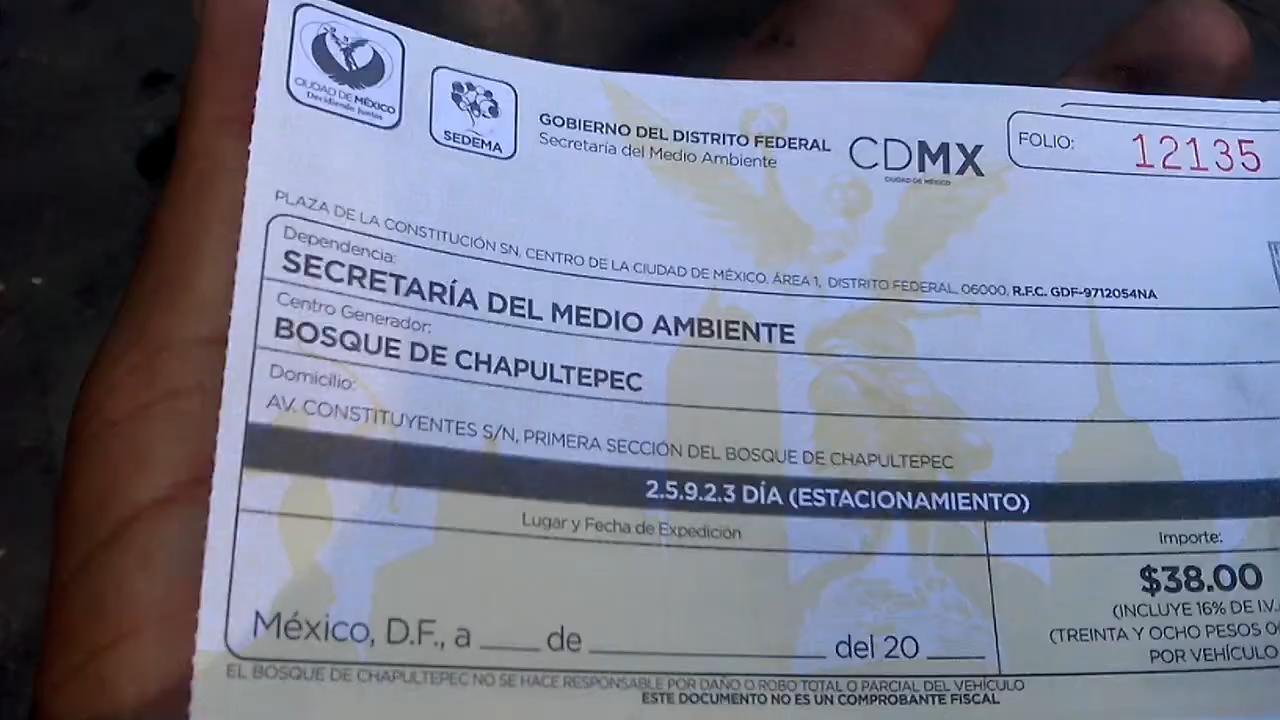 CIUDAD DE MÉXICO
Decidiendo Juntos
SEDEMA
GOBIERNO DEL DISTRITO FEDERAL
Secretaría del Medio Ambiente
CDMX
CIUDAD DE MÉXICO
FOLIO: 12135
PLAZA DE LA CONSTITUCIÓN SN, CENTRO DE LA CIUDAD DE MÉXICO, ÁREA 1, DISTRITO FEDERAL, 06000, R.F.C. GDF-9712054NA
Dependencia:
SECRETARÍA DEL MEDIO AMBIENTE
Centro Generador:
BOSQUE DE CHAPULTEPEC
Domicilio:
AV. CONSTITUYENTES S/N, PRIMERA SECCIÓN DEL BOSQUE DE CHAPULTEPEC
2.5.9.2.3 DÍA (ESTACIONAMIENTO)
Lugar y Fecha de Expedición
Importe:
$38.00
(INCLUYE 16% DE I.V.
(TREINTA Y OCHO PESOS
POR VEHÍCULO
México, D.F., a ___ de ___ del 20 ___
EL BOSQUE DE CHAPULTEPEC NO SE HACE RESPONSABLE POR DAÑO O ROBO TOTAL O PARCIAL DEL VEHÍCULO
ESTE DOCUMENTO NO ES UN COMPROBANTE FISCAL